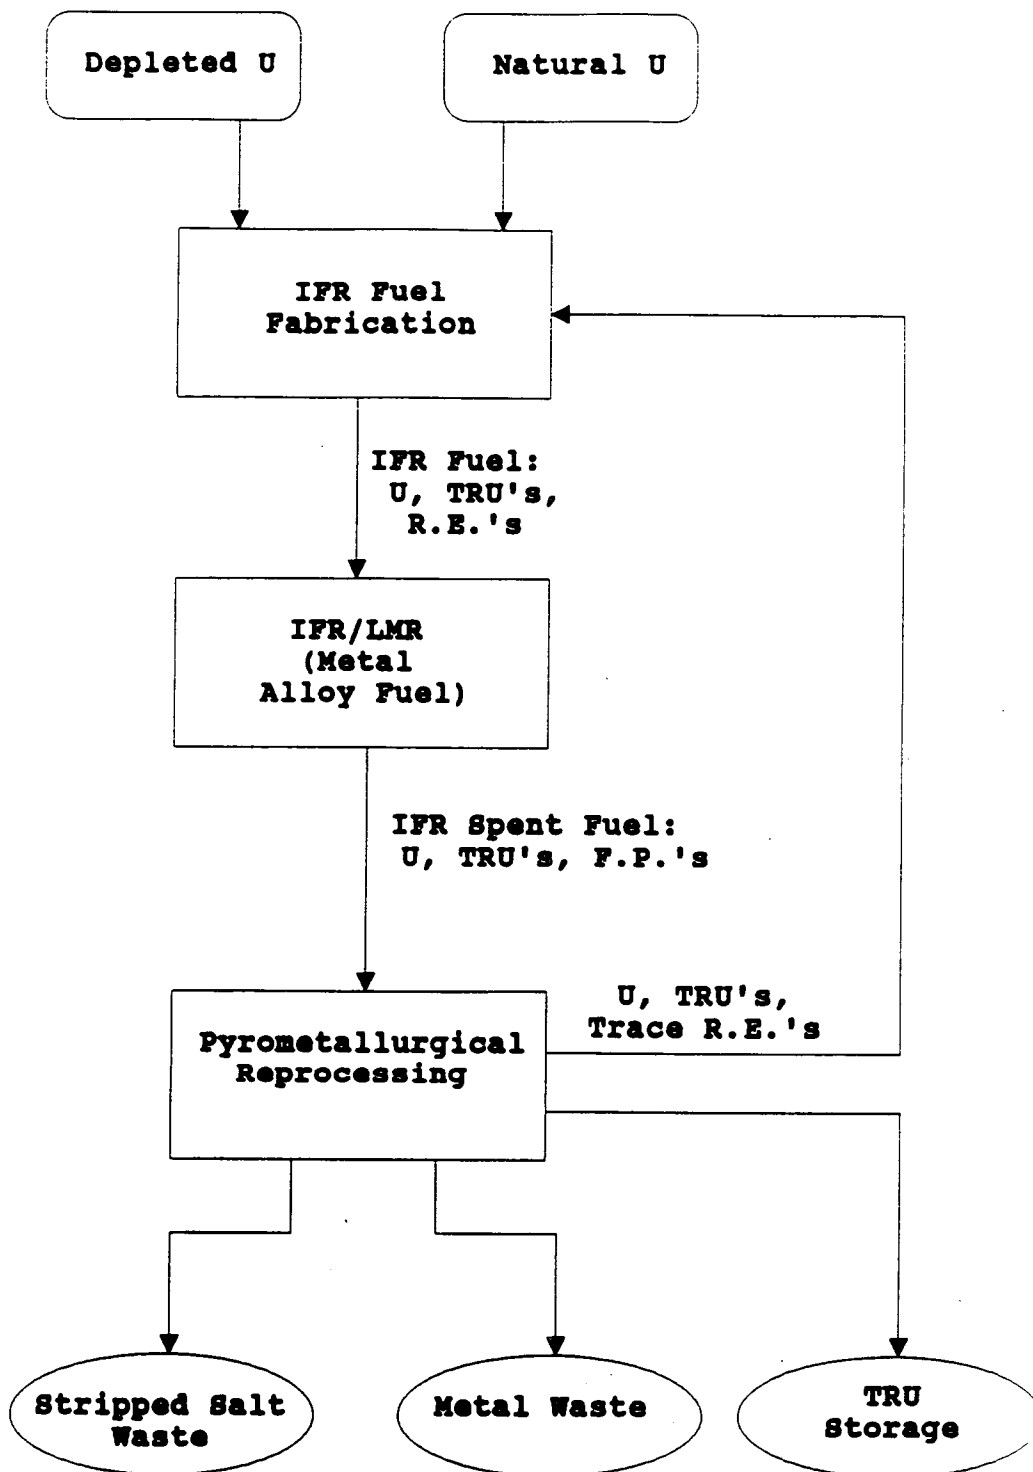 Depleted U
Natural U
IFR Fuel
Fabrication
IFR Fuel:
U, TRU's,
R.E.'s
IFR/LMR
(Metal
Alloy Fuel)
IFR Spent Fuel:
U, TRU's, F.P.'s
U, TRU's,
Trace R.E.'s
Pyrometallurgical
Reprocessing
Stripped Salt
Waste
Metal Waste
TRU
Storage